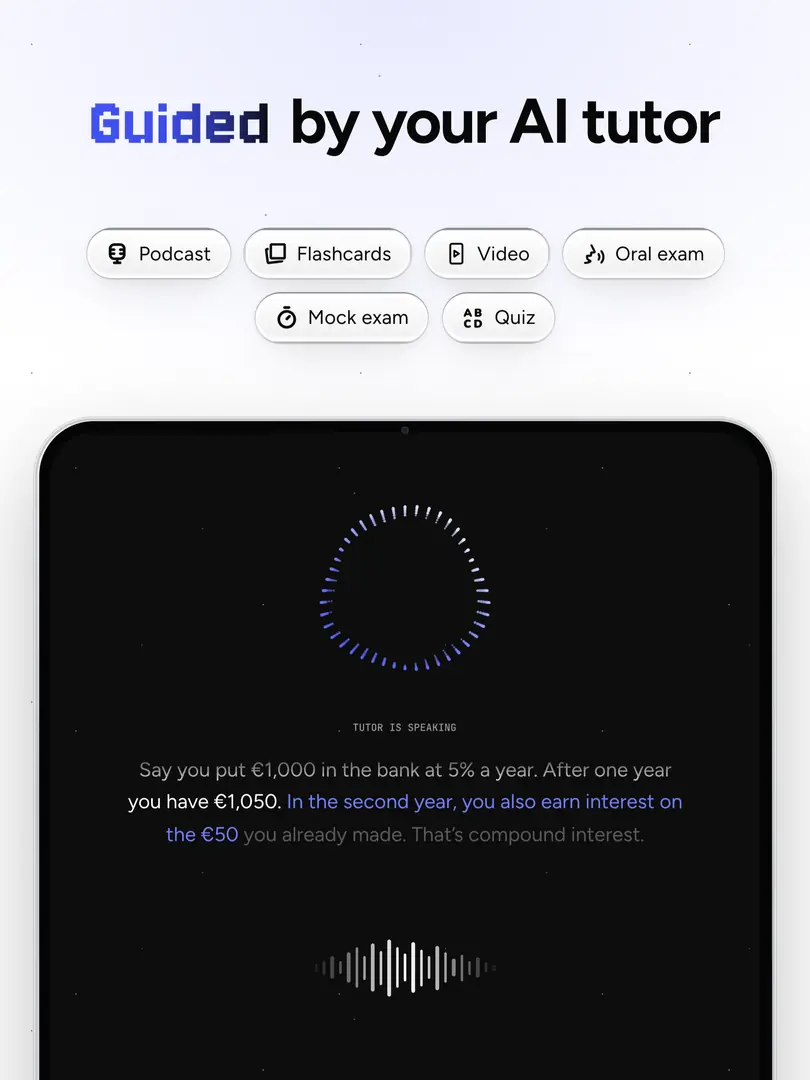 Guided by your AI tutor
Podcast
Flashcards
Video
Oral exam
Mock exam
ABCD Quiz
TUTOR IS SPEAKING
Say you put €1,000 in the bank at 5% a year. After one year
you have €1,050. In the second year, you also earn interest on
the €50 you already made. That’s compound interest.